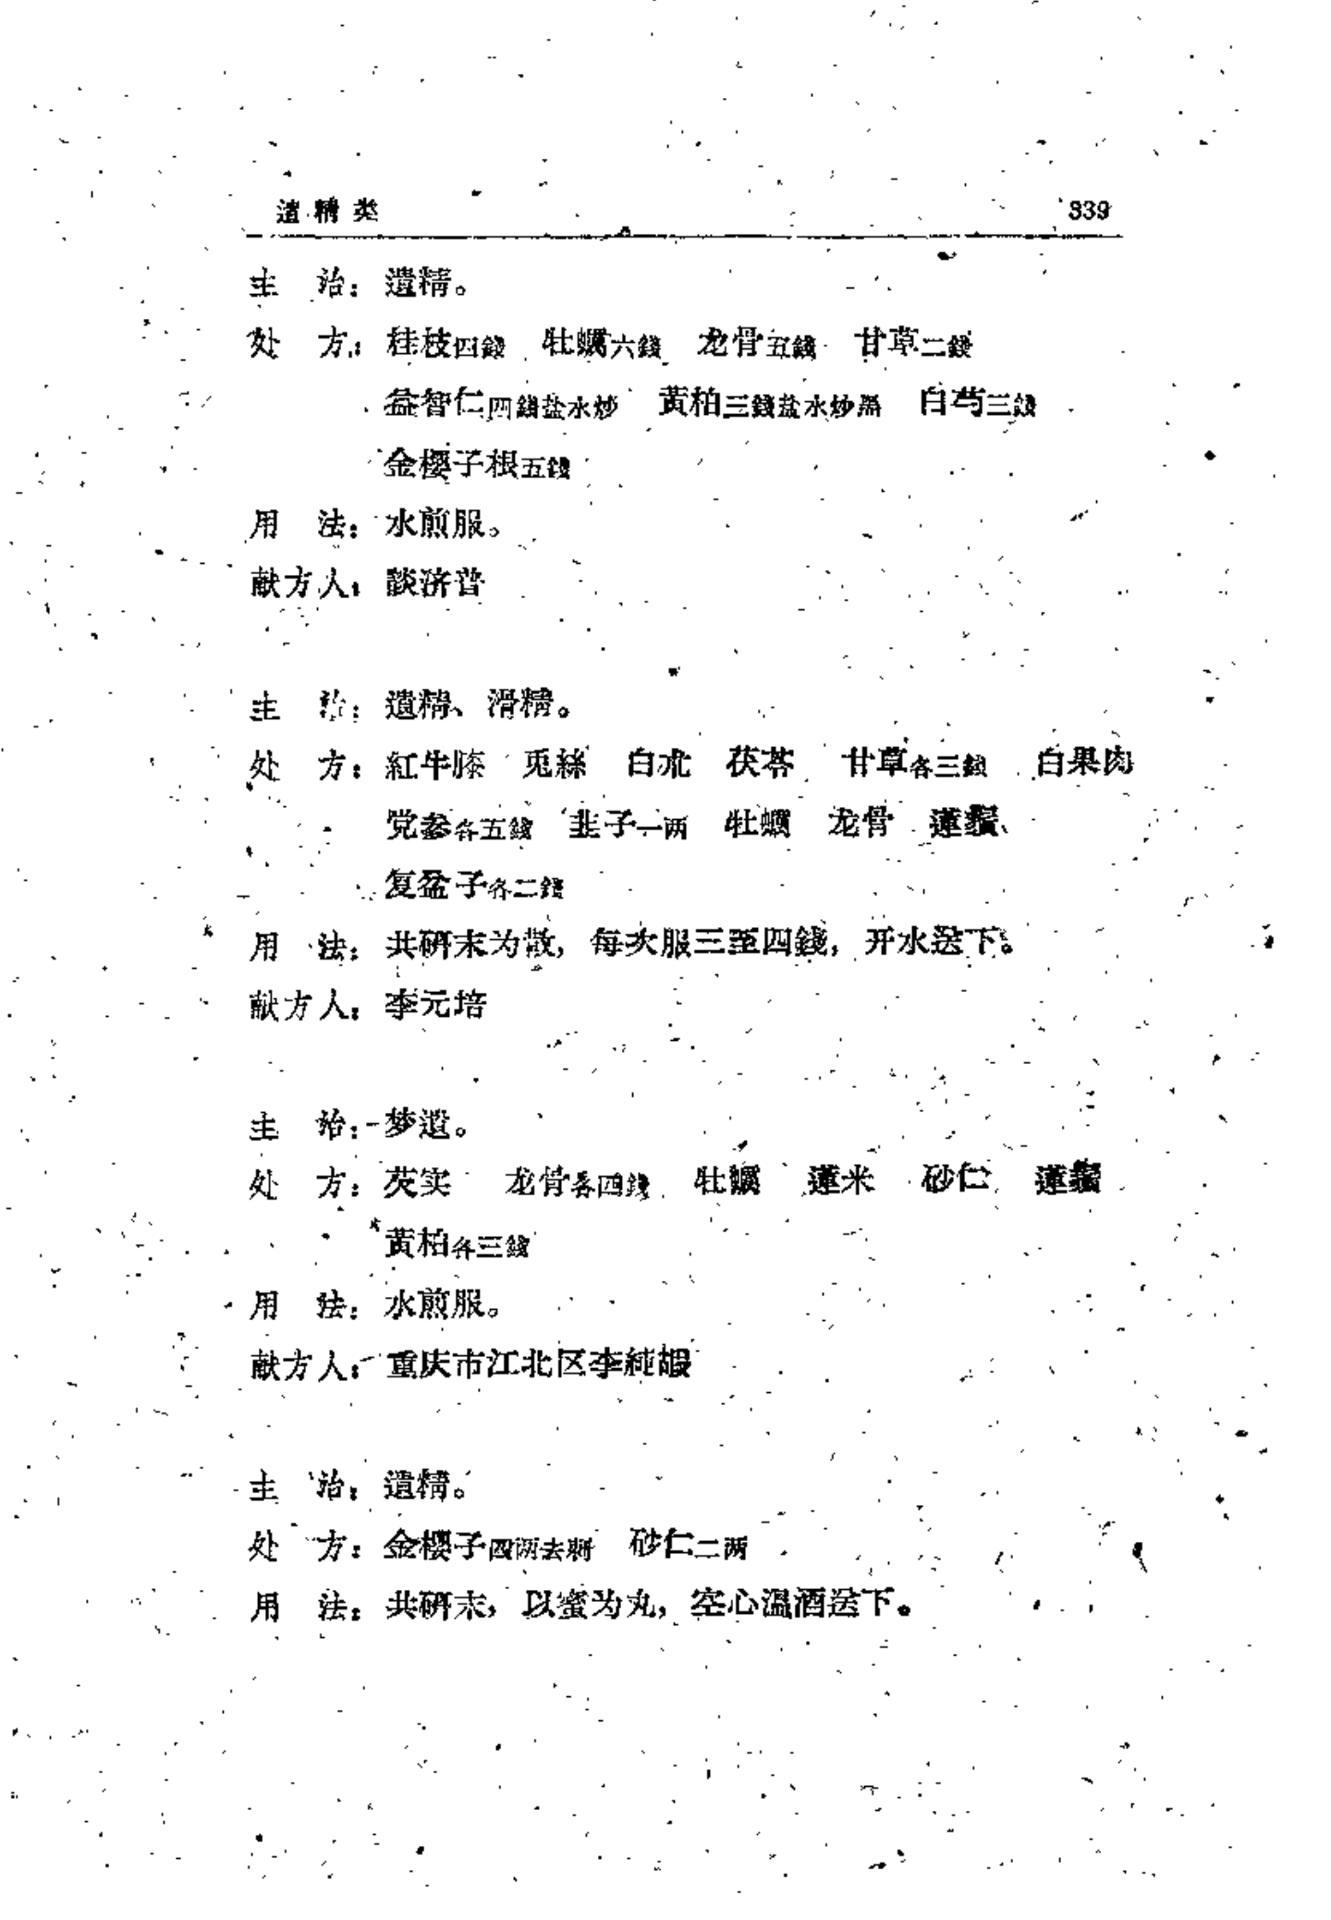 遺精类 339
主 治：遺精。
处 方：桂枝四錢 牡蠣六錢 龙骨五錢 甘草二錢
益智仁四錢盐水炒 黄柏三錢盐水炒黑 白芍三錢
金櫻子根五錢
用 法：水煎服。
献方人：談济普
主 治：遺精、滑精。
处 方：紅牛膝 兎絲 白朮 茯苓 甘草各三錢 白果肉
党参各五錢 韭子一两 牡蠣 龙骨 蓮鬚
复盆子各二錢
用 法：共研末为散，每次服三至四錢，开水送下。
献方人：李元培
主 治：梦遺。
处 方：芡实 龙骨各四錢 牡蠣 蓮米 砂仁 蓮鬚
黄柏各三錢
用 法：水煎服。
献方人：重庆市江北区李純嘏
主 治：遺精。
处 方：金櫻子四两去 砂仁二两
用 法：共研末，以蜜为丸，空心温酒送下。